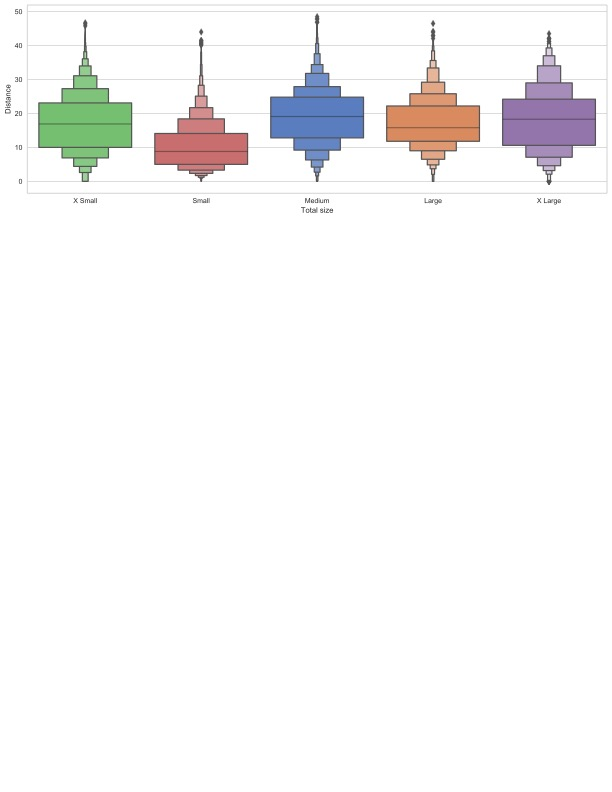 50
40
30
20
10
0
Distance
X Small
Small
Medium
Large
X Large
Total size